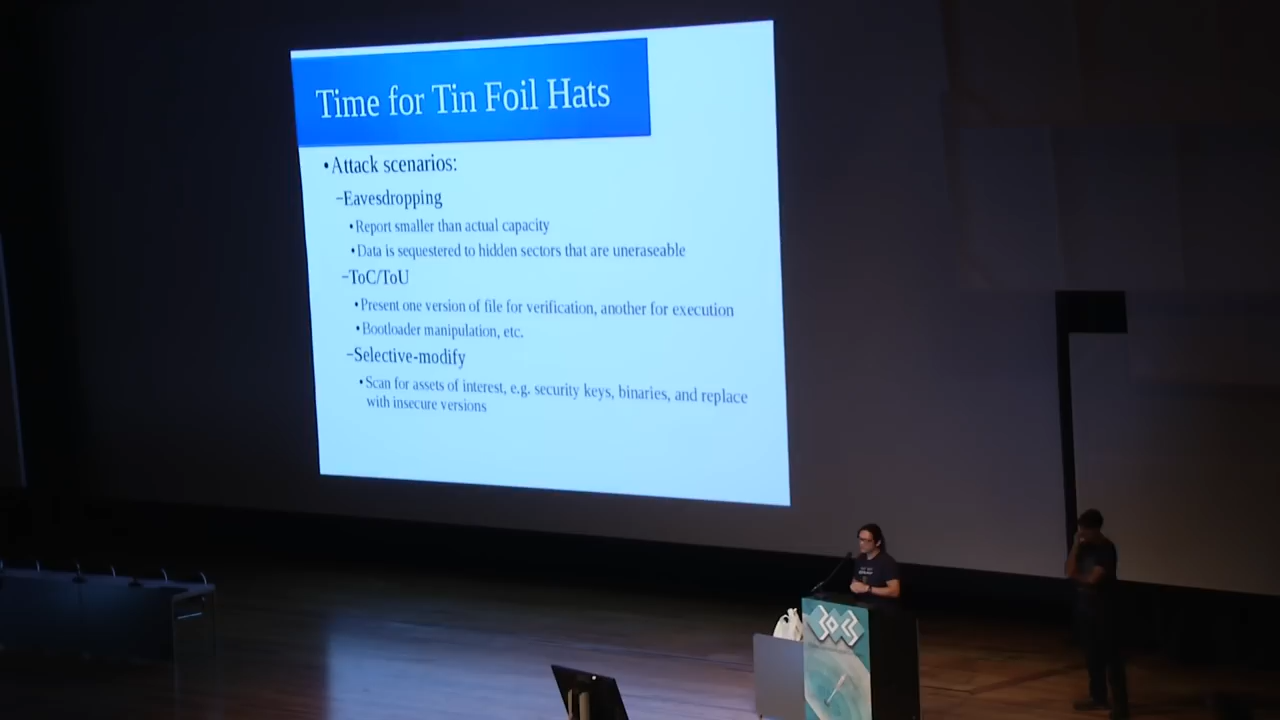 Time for Tin Foil Hats
•Attack scenarios:
–Eavesdropping
•Report smaller than actual capacity
•Data is sequestered to hidden sectors that are uneraseable
–ToC/ToU
•Present one version of file for verification, another for execution
•Bootloader manipulation, etc.
–Selective-modify
•Scan for assets of interest, e.g. security keys, binaries, and replace
with insecure versions
30C3